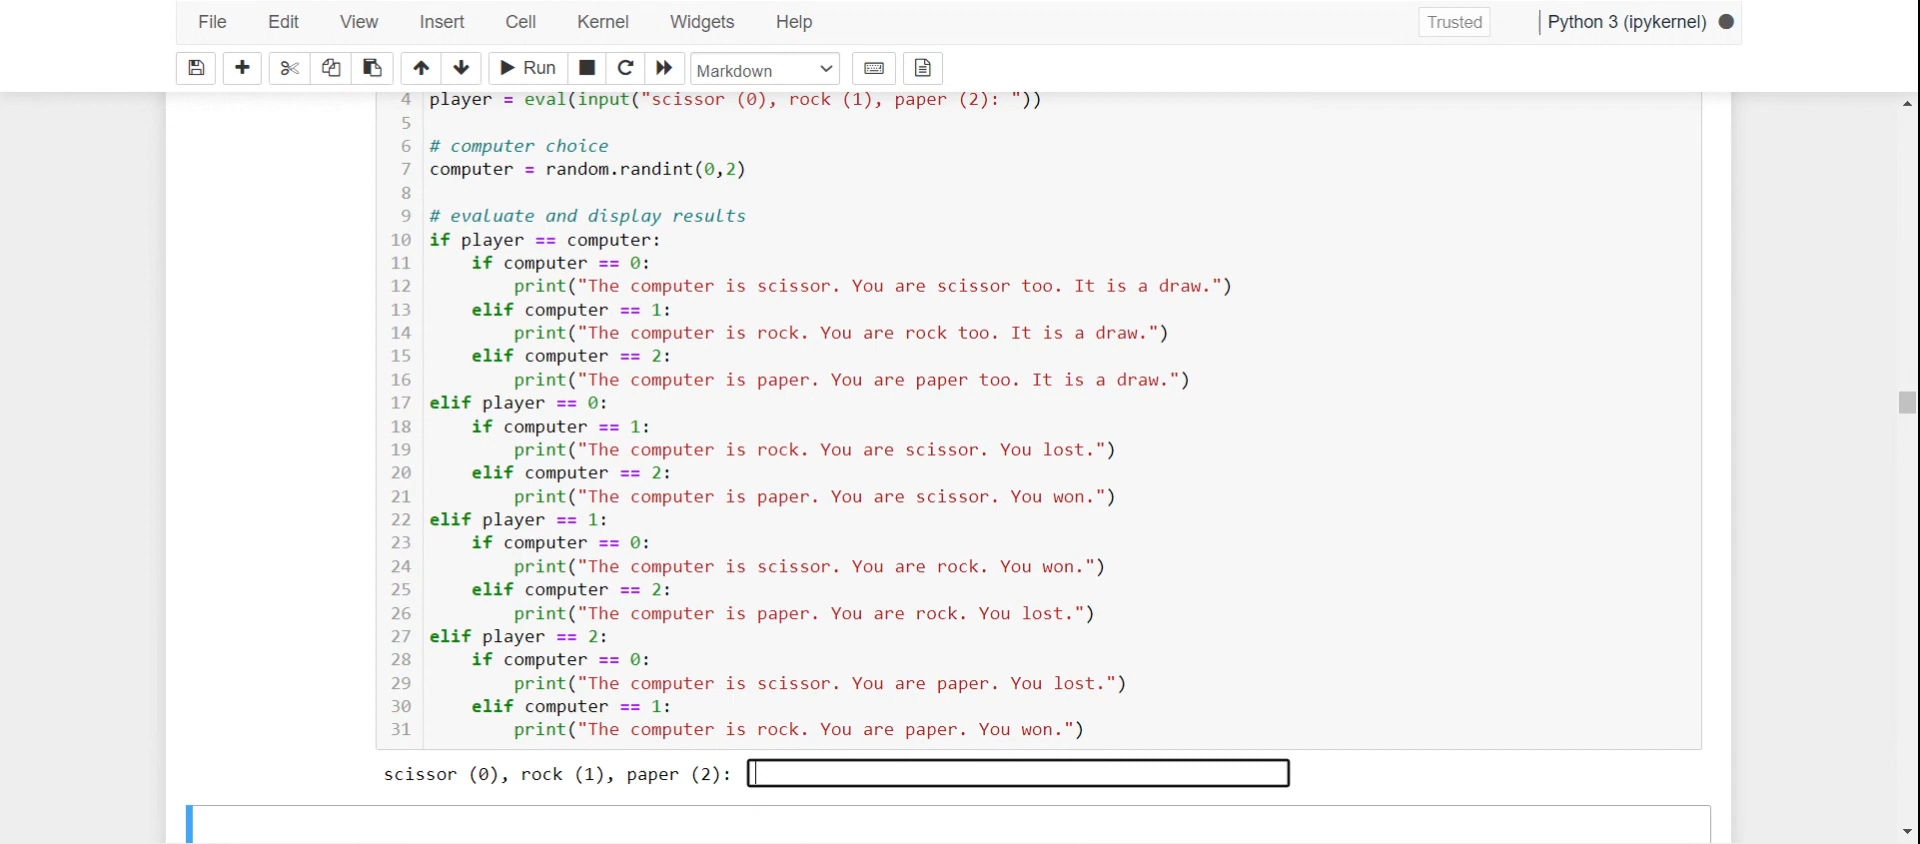 File Edit View Insert Cell Kernel Widgets Help Trusted Python 3 (ipykernel)
Run Markdown
4 player = eval(input("scissor (0), rock (1), paper (2): "))
5
6 # computer choice
7 computer = random.randint(0,2)
8
9 # evaluate and display results
10 if player == computer:
11     if computer == 0:
12         print("The computer is scissor. You are scissor too. It is a draw.")
13     elif computer == 1:
14         print("The computer is rock. You are rock too. It is a draw.")
15     elif computer == 2:
16         print("The computer is paper. You are paper too. It is a draw.")
17 elif player == 0:
18     if computer == 1:
19         print("The computer is rock. You are scissor. You lost.")
20     elif computer == 2:
21         print("The computer is paper. You are scissor. You won.")
22 elif player == 1:
23     if computer == 0:
24         print("The computer is scissor. You are rock. You won.")
25     elif computer == 2:
26         print("The computer is paper. You are rock. You lost.")
27 elif player == 2:
28     if computer == 0:
29         print("The computer is scissor. You are paper. You lost.")
30     elif computer == 1:
31         print("The computer is rock. You are paper. You won.")
scissor (0), rock (1), paper (2):